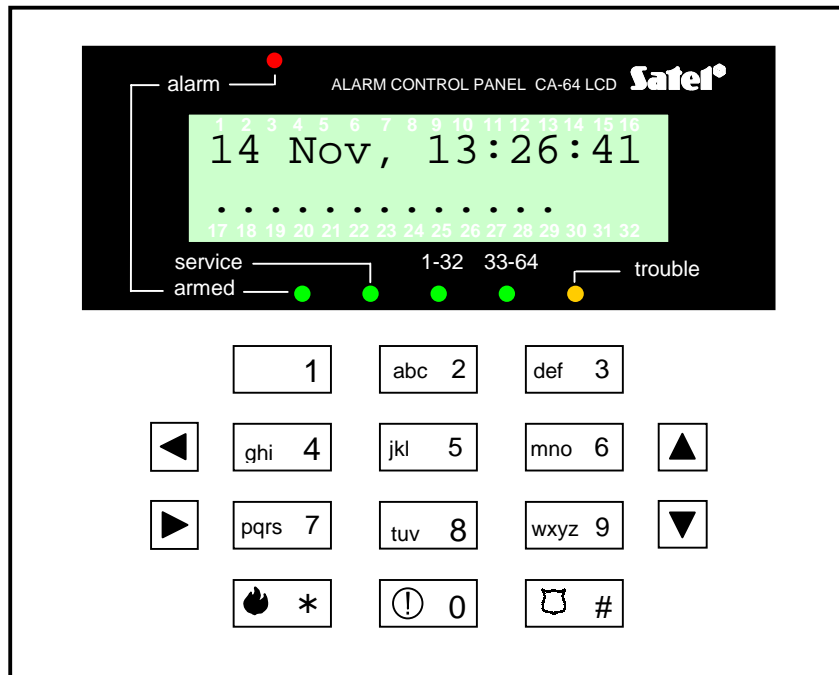 alarm
ALARM CONTROL PANEL CA-64 LCD Satel®
1 2 3 4 5 6 7 8 9 10 11 12 13 14 15 16
14 Nov, 13:26:41
. . . . . . . . . . . . .
17 18 19 20 21 22 23 24 25 26 27 28 29 30 31 32
service 1-32 33-64 trouble
armed
1 abc 2 def 3
ghi 4 jkl 5 mno 6
pqrs 7 tuv 8 wxyz 9
* 0 #